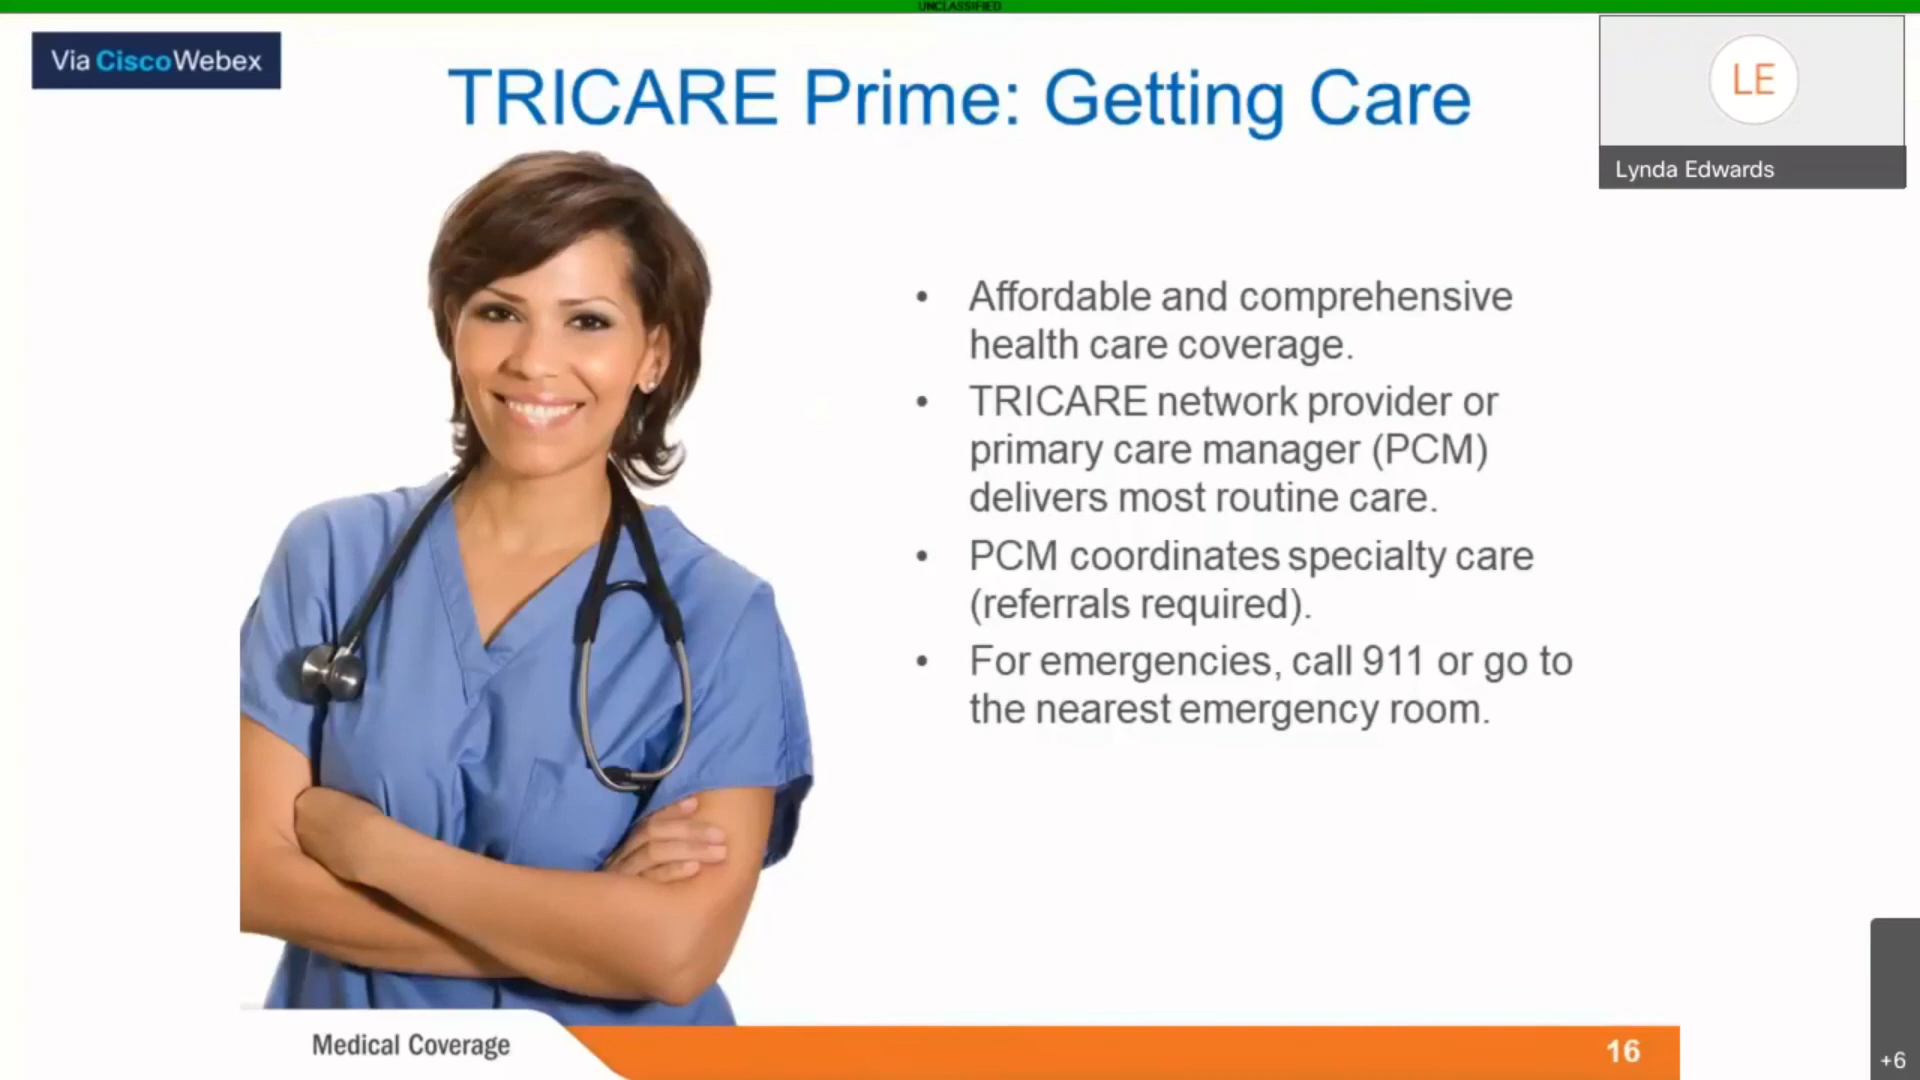 UNCLASSIFIED
Via CiscoWebex
TRICARE Prime: Getting Care
LE
Lynda Edwards
• Affordable and comprehensive
health care coverage.
• TRICARE network provider or
primary care manager (PCM)
delivers most routine care.
• PCM coordinates specialty care
(referrals required).
• For emergencies, call 911 or go to
the nearest emergency room.
Medical Coverage
16
+6